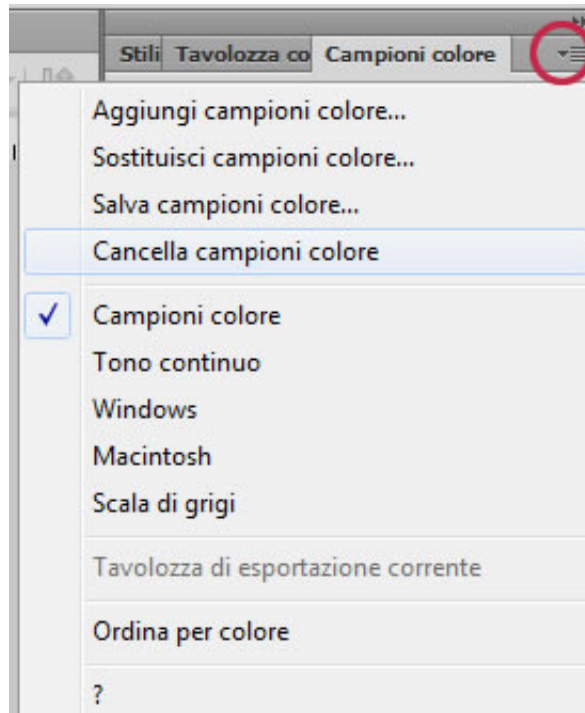 Stili Tavolozza co Campioni colore
Aggiungi campioni colore...
Sostituisci campioni colore...
Salva campioni colore...
Cancella campioni colore
Campioni colore
Tono continuo
Windows
Macintosh
Scala di grigi
Tavolozza di esportazione corrente
Ordina per colore
?